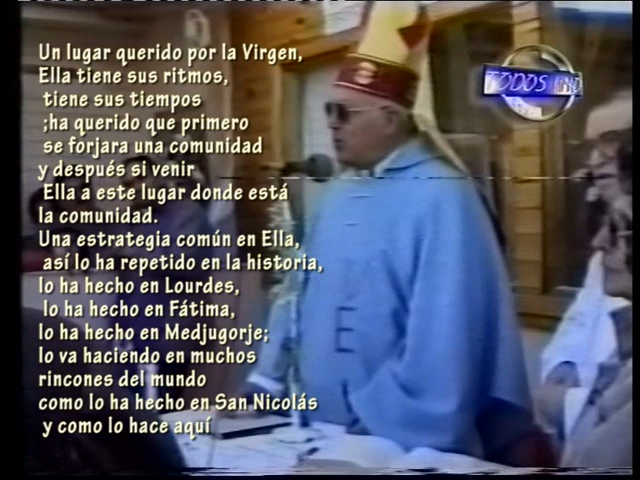 Un lugar querido por la Virgen,
Ella tiene sus ritmos,
tiene sus tiempos
;ha querido que primero
se forjara una comunidad
y después si venir
Ella a este lugar donde está
la comunidad.
Una estrategia común en Ella,
así lo ha repetido en la historia,
lo ha hecho en Lourdes,
lo ha hecho en Fátima,
lo ha hecho en Medjugorje;
lo va haciendo en muchos
rincones del mundo
como lo ha hecho en San Nicolás
y como lo hace aquí
TODOS